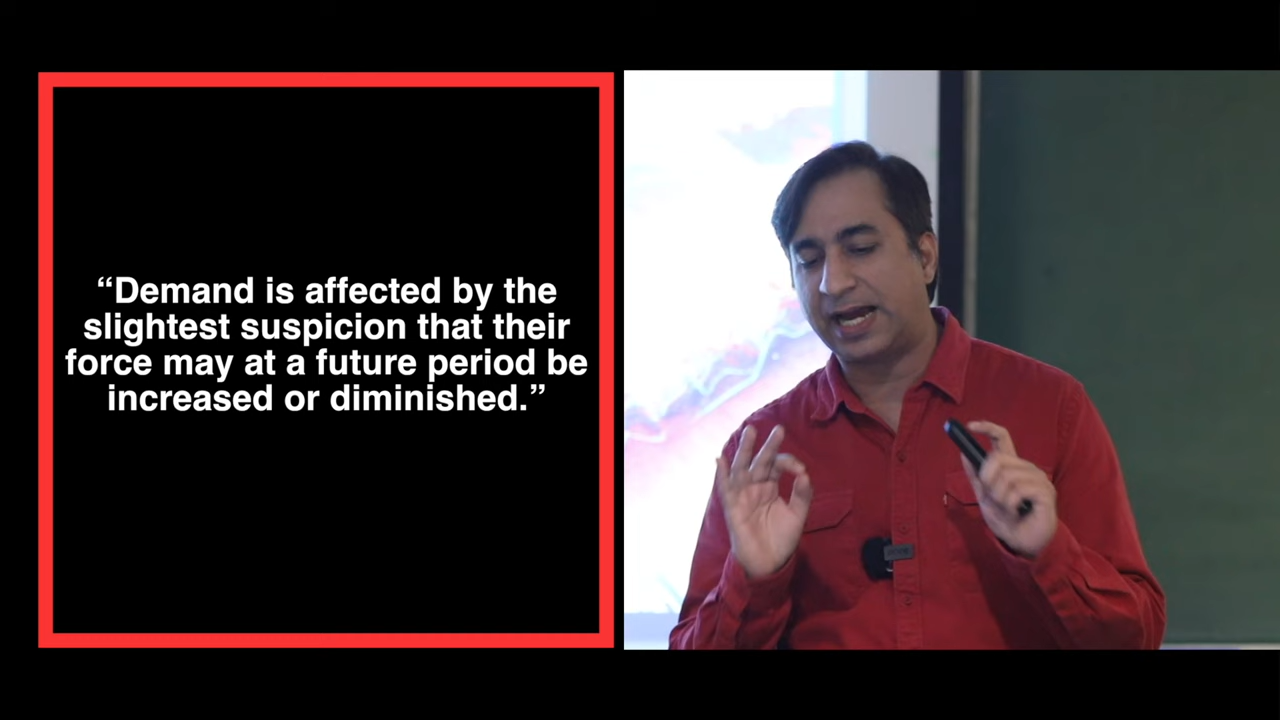 “Demand is affected by the
slightest suspicion that their
force may at a future period be
increased or diminished.”